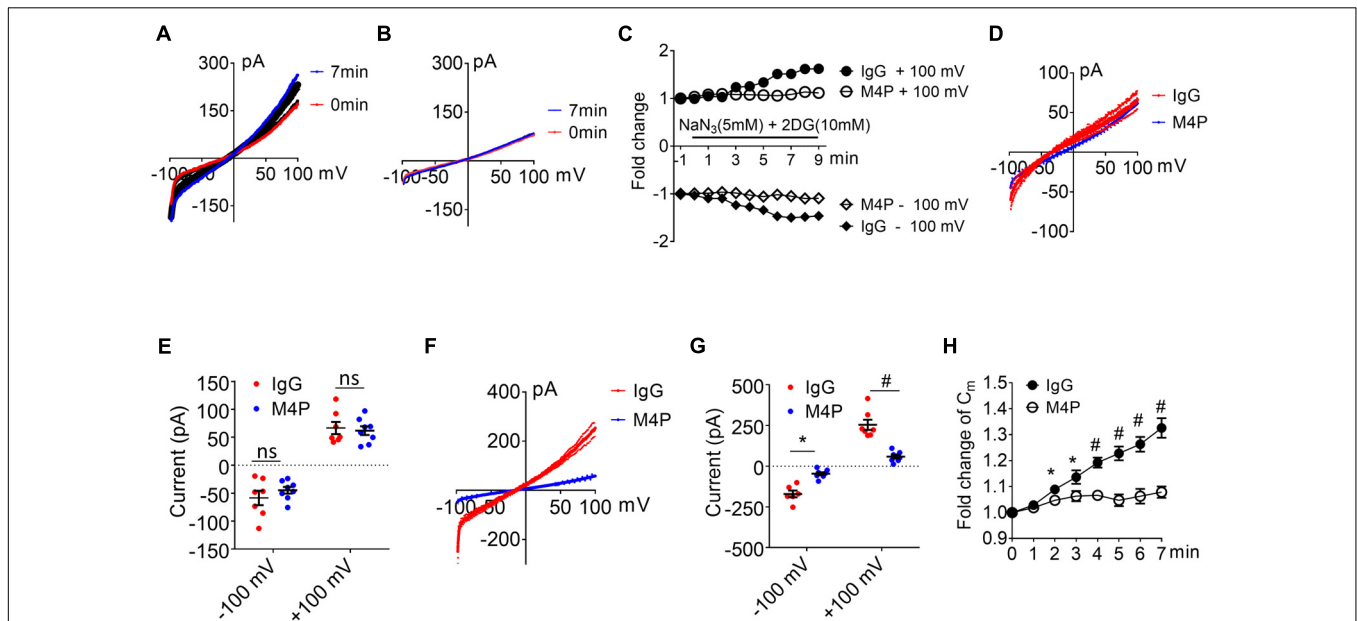 A
300
pA
7min
0min
150
-100
-50
50
100
mV
-150
B
300
pA
150
7min
0min
-100
-50
50
100
mV
-150
C
2
1
0
-1
-2
Fold change
IgG + 100 mV
M4P + 100 mV
NaN3(5mM) + 2DG(10mM)
-1 1 3 5 7 9 min
M4P - 100 mV
IgG - 100 mV
D
pA
100
50
IgG
M4P
-100
-50
50
100
mV
-50
-100
E
150
100
50
0
-50
-100
-150
Current (pA)
IgG
M4P
ns
ns
-100 mV
+100 mV
F
400
pA
200
IgG
M4P
-100
-50
50
100
mV
-200
G
500
250
0
-250
-500
Current (pA)
IgG
M4P
*
#
-100 mV
+100 mV
H
1.5
1.4
1.3
1.2
1.1
1.0
0.9
Fold change of Cm
IgG
M4P
* * # # # #
0 1 2 3 4 5 6 7 min